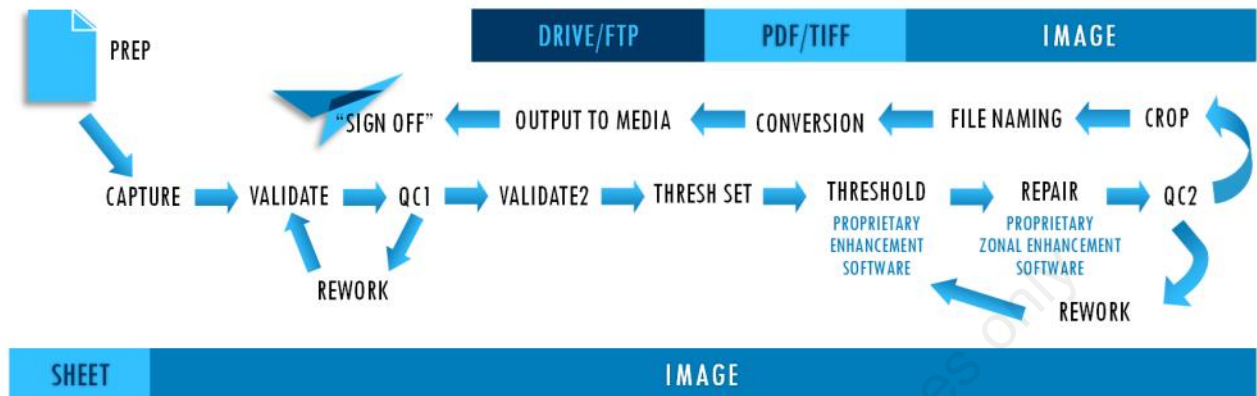 DRIVE/FTP PDF/TIFF IMAGE
PREP
"SIGN OFF" OUTPUT TO MEDIA CONVERSION FILE NAMING CROP
CAPTURE VALIDATE QC1 VALIDATE2 THRESH SET THRESHOLD REPAIR QC2
PROPRIETARY
ENHANCEMENT
SOFTWARE
PROPRIETARY
ZONAL ENHANCEMENT
SOFTWARE
REWORK
REWORK
SHEET IMAGE
only